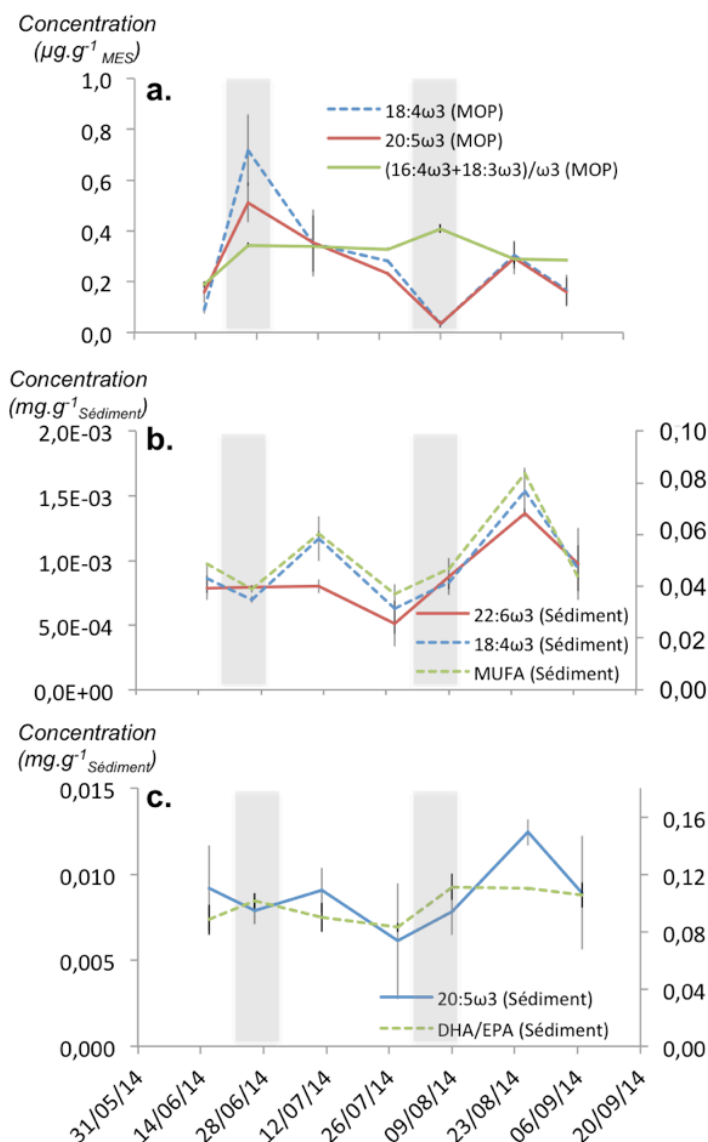 Concentration
(µg.g-1 MES)
1,0
0,8
0,6
0,4
0,2
0,0
a.
18:4ω3 (MOP)
20:5ω3 (MOP)
(16:4ω3+18:3ω3)/ω3 (MOP)
Concentration
(mg.g-1 Sédiment)
2,0E-03
1,5E-03
1,0E-03
5,0E-04
0,0E+00
b.
0,10
0,08
0,06
0,04
0,02
0,00
22:6ω3 (Sédiment)
18:4ω3 (Sédiment)
MUFA (Sédiment)
Concentration
(mg.g-1 Sédiment)
0,015
0,010
0,005
0,000
c.
0,16
0,12
0,08
0,04
0,00
20:5ω3 (Sédiment)
DHA/EPA (Sédiment)
31/05/14
14/06/14
28/06/14
12/07/14
26/07/14
09/08/14
23/08/14
06/09/14
20/09/14